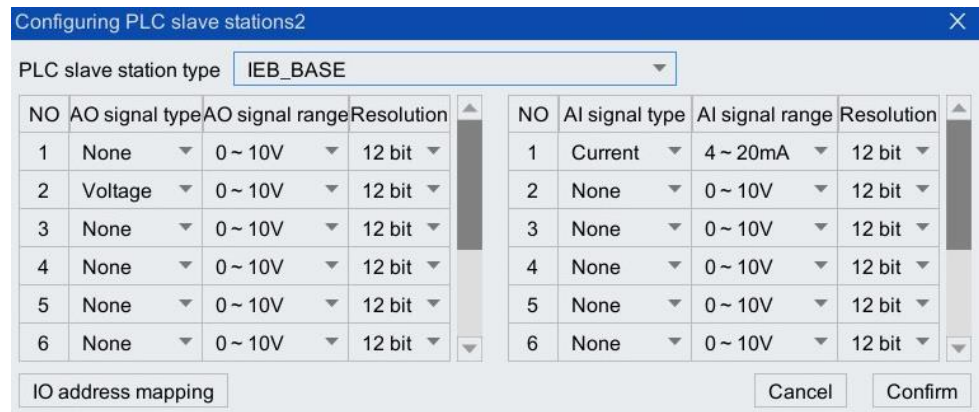 Configuring PLC slave stations2
PLC slave station type IEB_BASE
NO AO signal type AO signal range Resolution NO AI signal type AI signal range Resolution
1 None 0 ~ 10V 12 bit 1 Current 4 ~ 20mA 12 bit
2 Voltage 0 ~ 10V 12 bit 2 None 0 ~ 10V 12 bit
3 None 0 ~ 10V 12 bit 3 None 0 ~ 10V 12 bit
4 None 0 ~ 10V 12 bit 4 None 0 ~ 10V 12 bit
5 None 0 ~ 10V 12 bit 5 None 0 ~ 10V 12 bit
6 None 0 ~ 10V 12 bit 6 None 0 ~ 10V 12 bit
IO address mapping Cancel Confirm